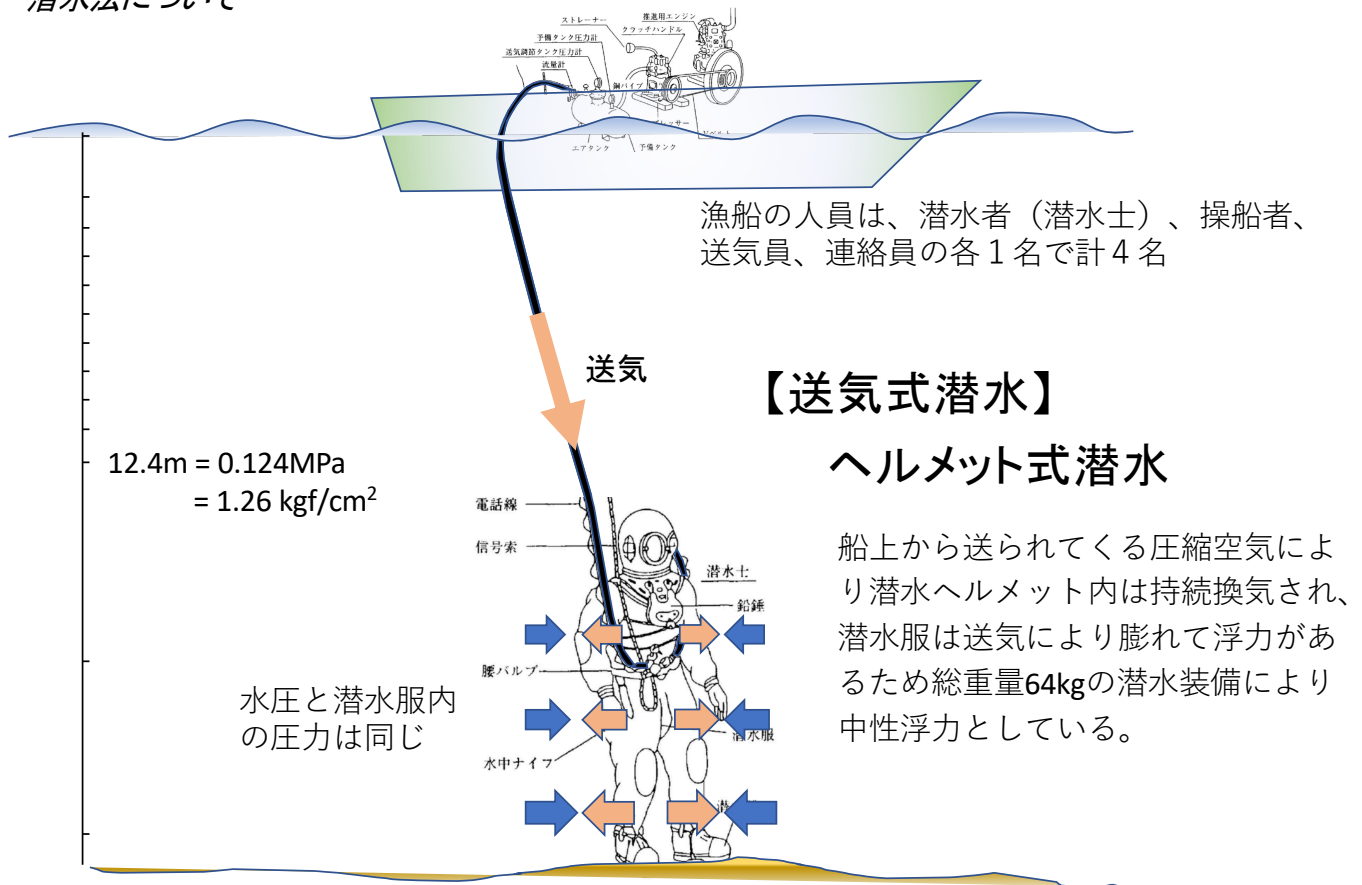 潜水法について
ストレーナー
推進用エンジン
クラッチハンドル
予備タンク圧力計
送気調節タンク圧力計
流量計
銅パイプ
エアタンク
予備タンク
漁船の人員は、潜水者（潜水士）、操船者、
送気員、連絡員の各１名で計４名
送気
【送気式潜水】
ヘルメット式潜水
12.4m = 0.124MPa
= 1.26 kgf/cm²
電話線
信号索
潜水士
鉛錘
腰バルブ
潜水服
水中ナイフ
船上から送られてくる圧縮空気によ
り潜水ヘルメット内は持続換気され、
潜水服は送気により膨れて浮力があ
るため総重量64kgの潜水装備により
中性浮力としている。
水圧と潜水服内
の圧力は同じ